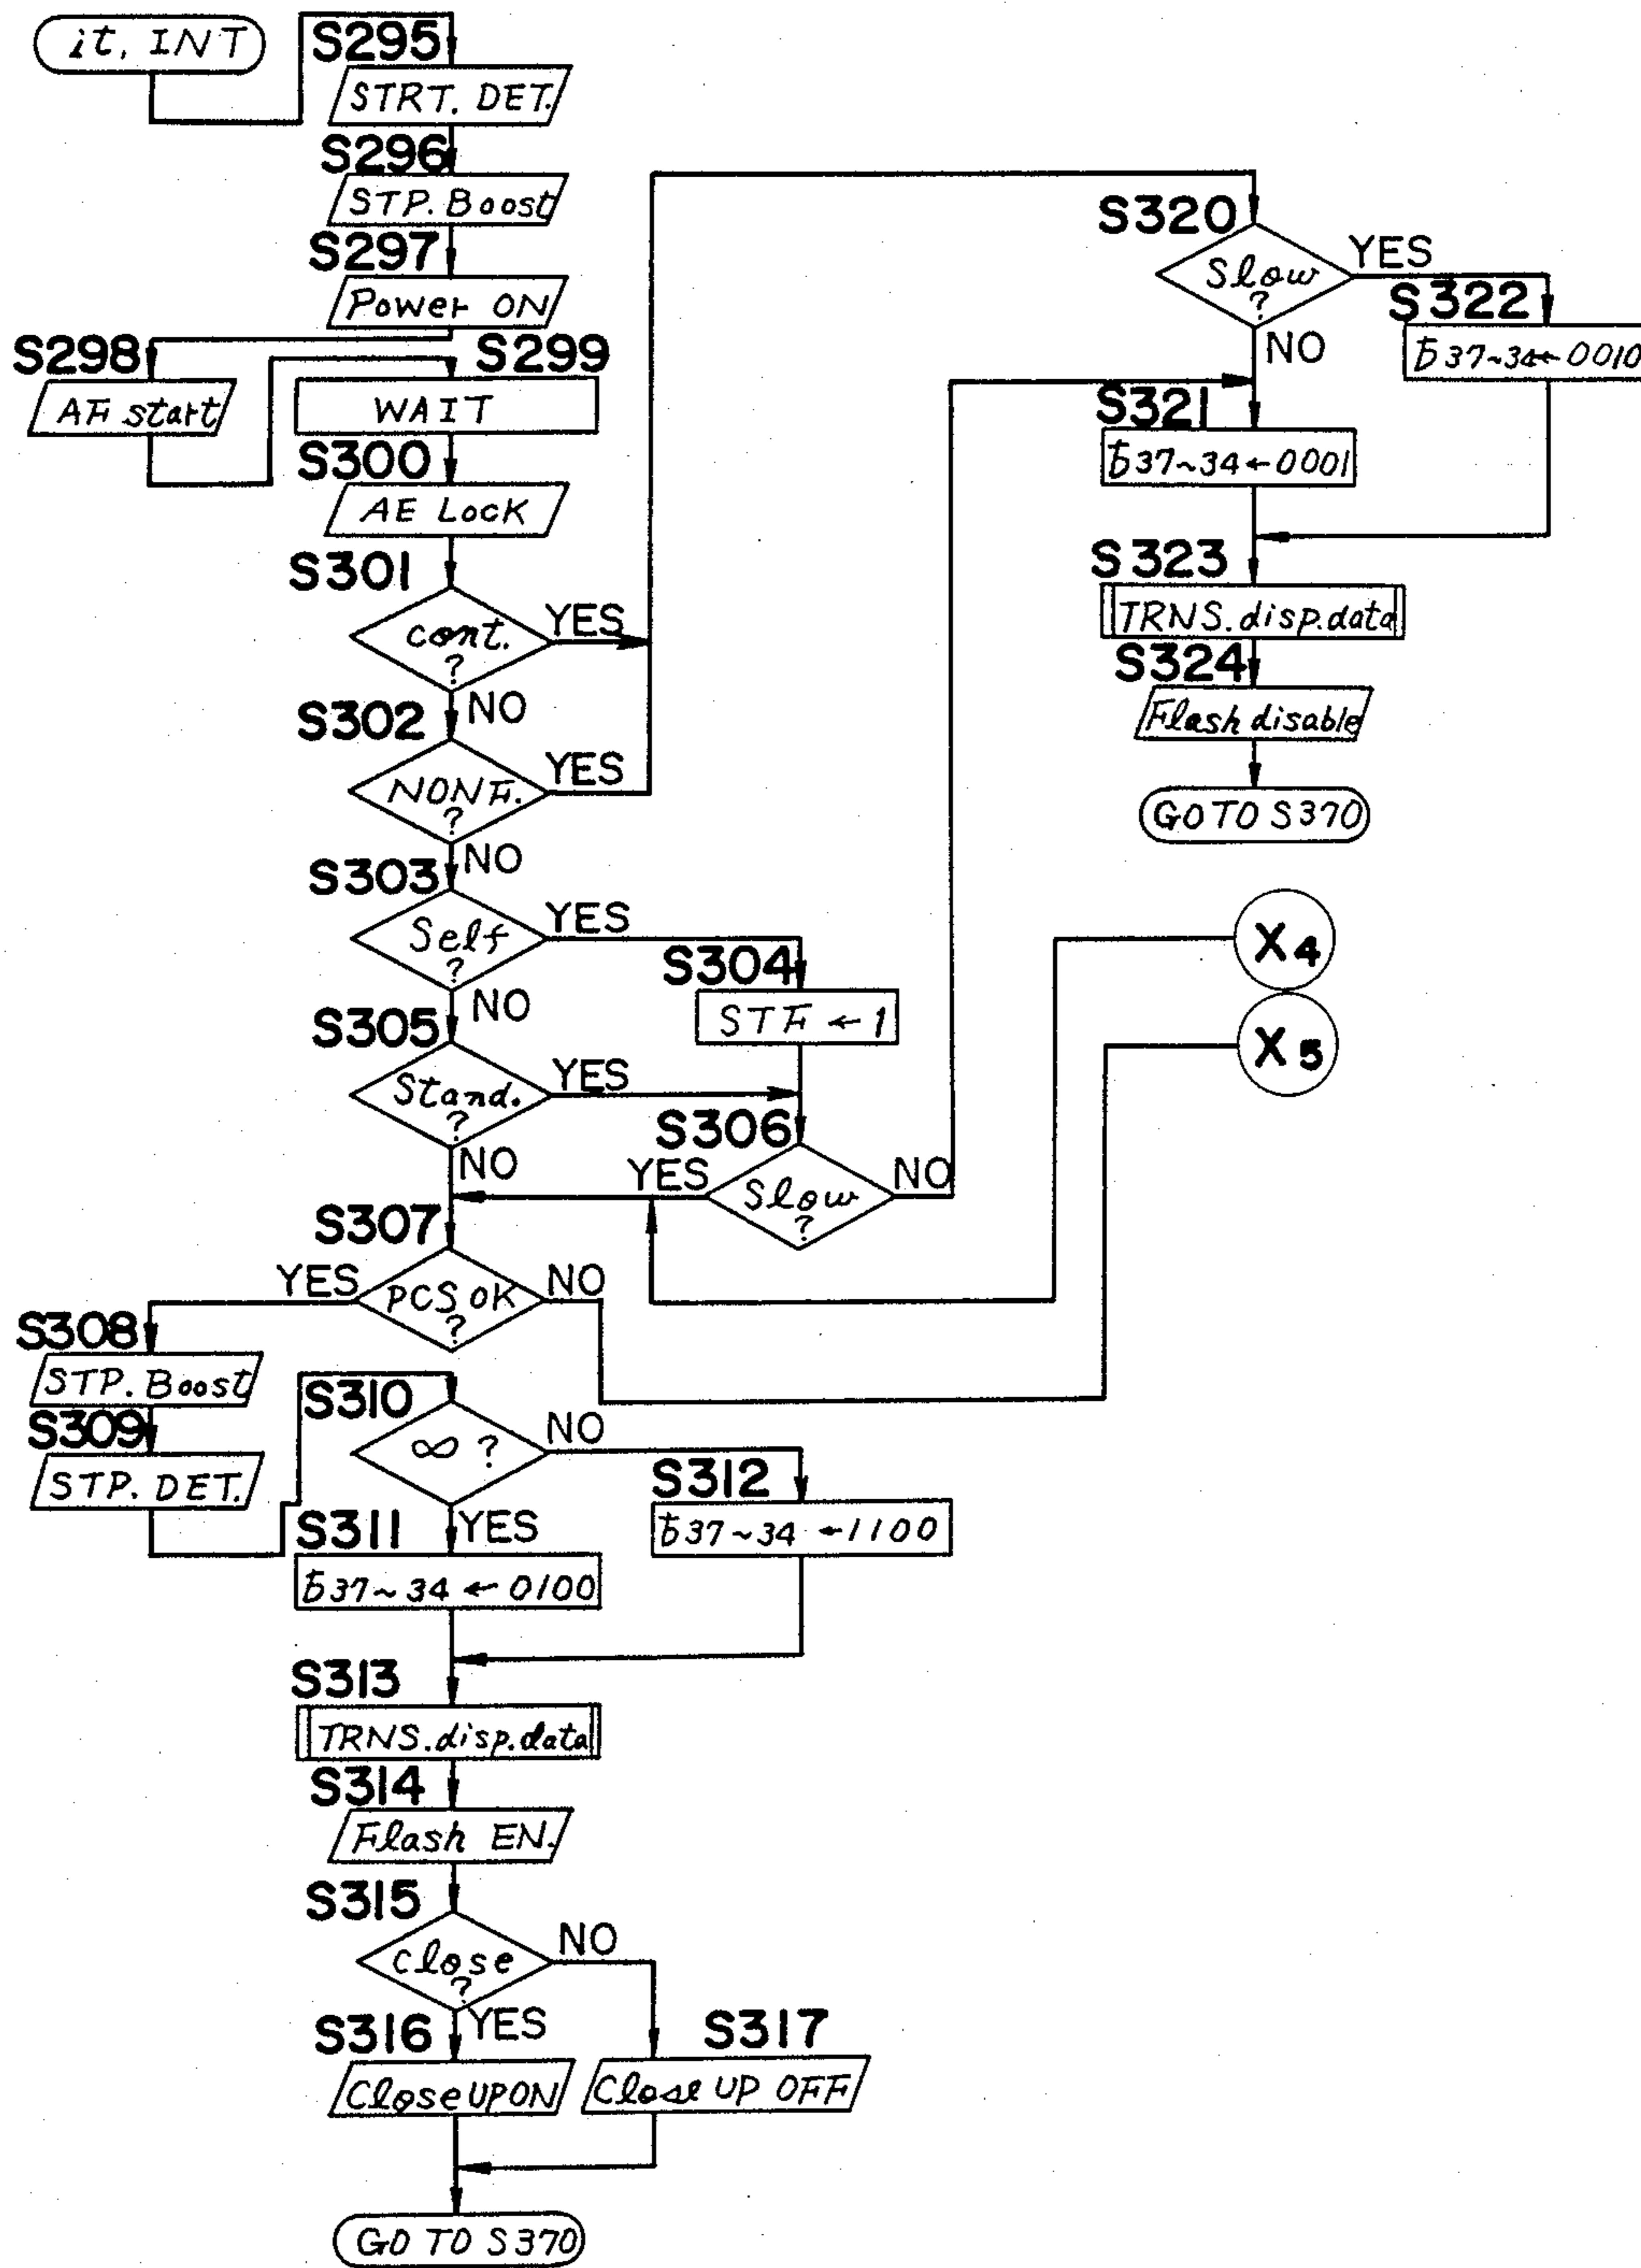 it, INT
S295
STRT. DET.
S296
STP. Boost
S297
Power ON
S298
AF start
S299
WAIT
S300
AE LOCK
S301
cont.
?
YES
NO
S302
NONF.
?
YES
NO
S303
Self
?
YES
NO
S304
STF ← 1
S305
Stand.
?
YES
NO
S306
Slow
?
YES
NO
S307
PCS OK
?
YES
NO
S308
STP. Boost
S309
STP. DET.
S310
∞ ?
NO
YES
S311
b37~34 ← 0100
S312
b37~34 ← 1100
S313
TRNS.disp.data
S314
Flash EN.
S315
close
?
NO
YES
S316
Close UP ON
S317
Close UP OFF
GO TO S370
S320
Slow
?
YES
NO
S322
b37~34 ← 0010
S321
b37~34 ← 0001
S323
TRNS.disp.data
S324
Flash disable
GO TO S370
X4
X5